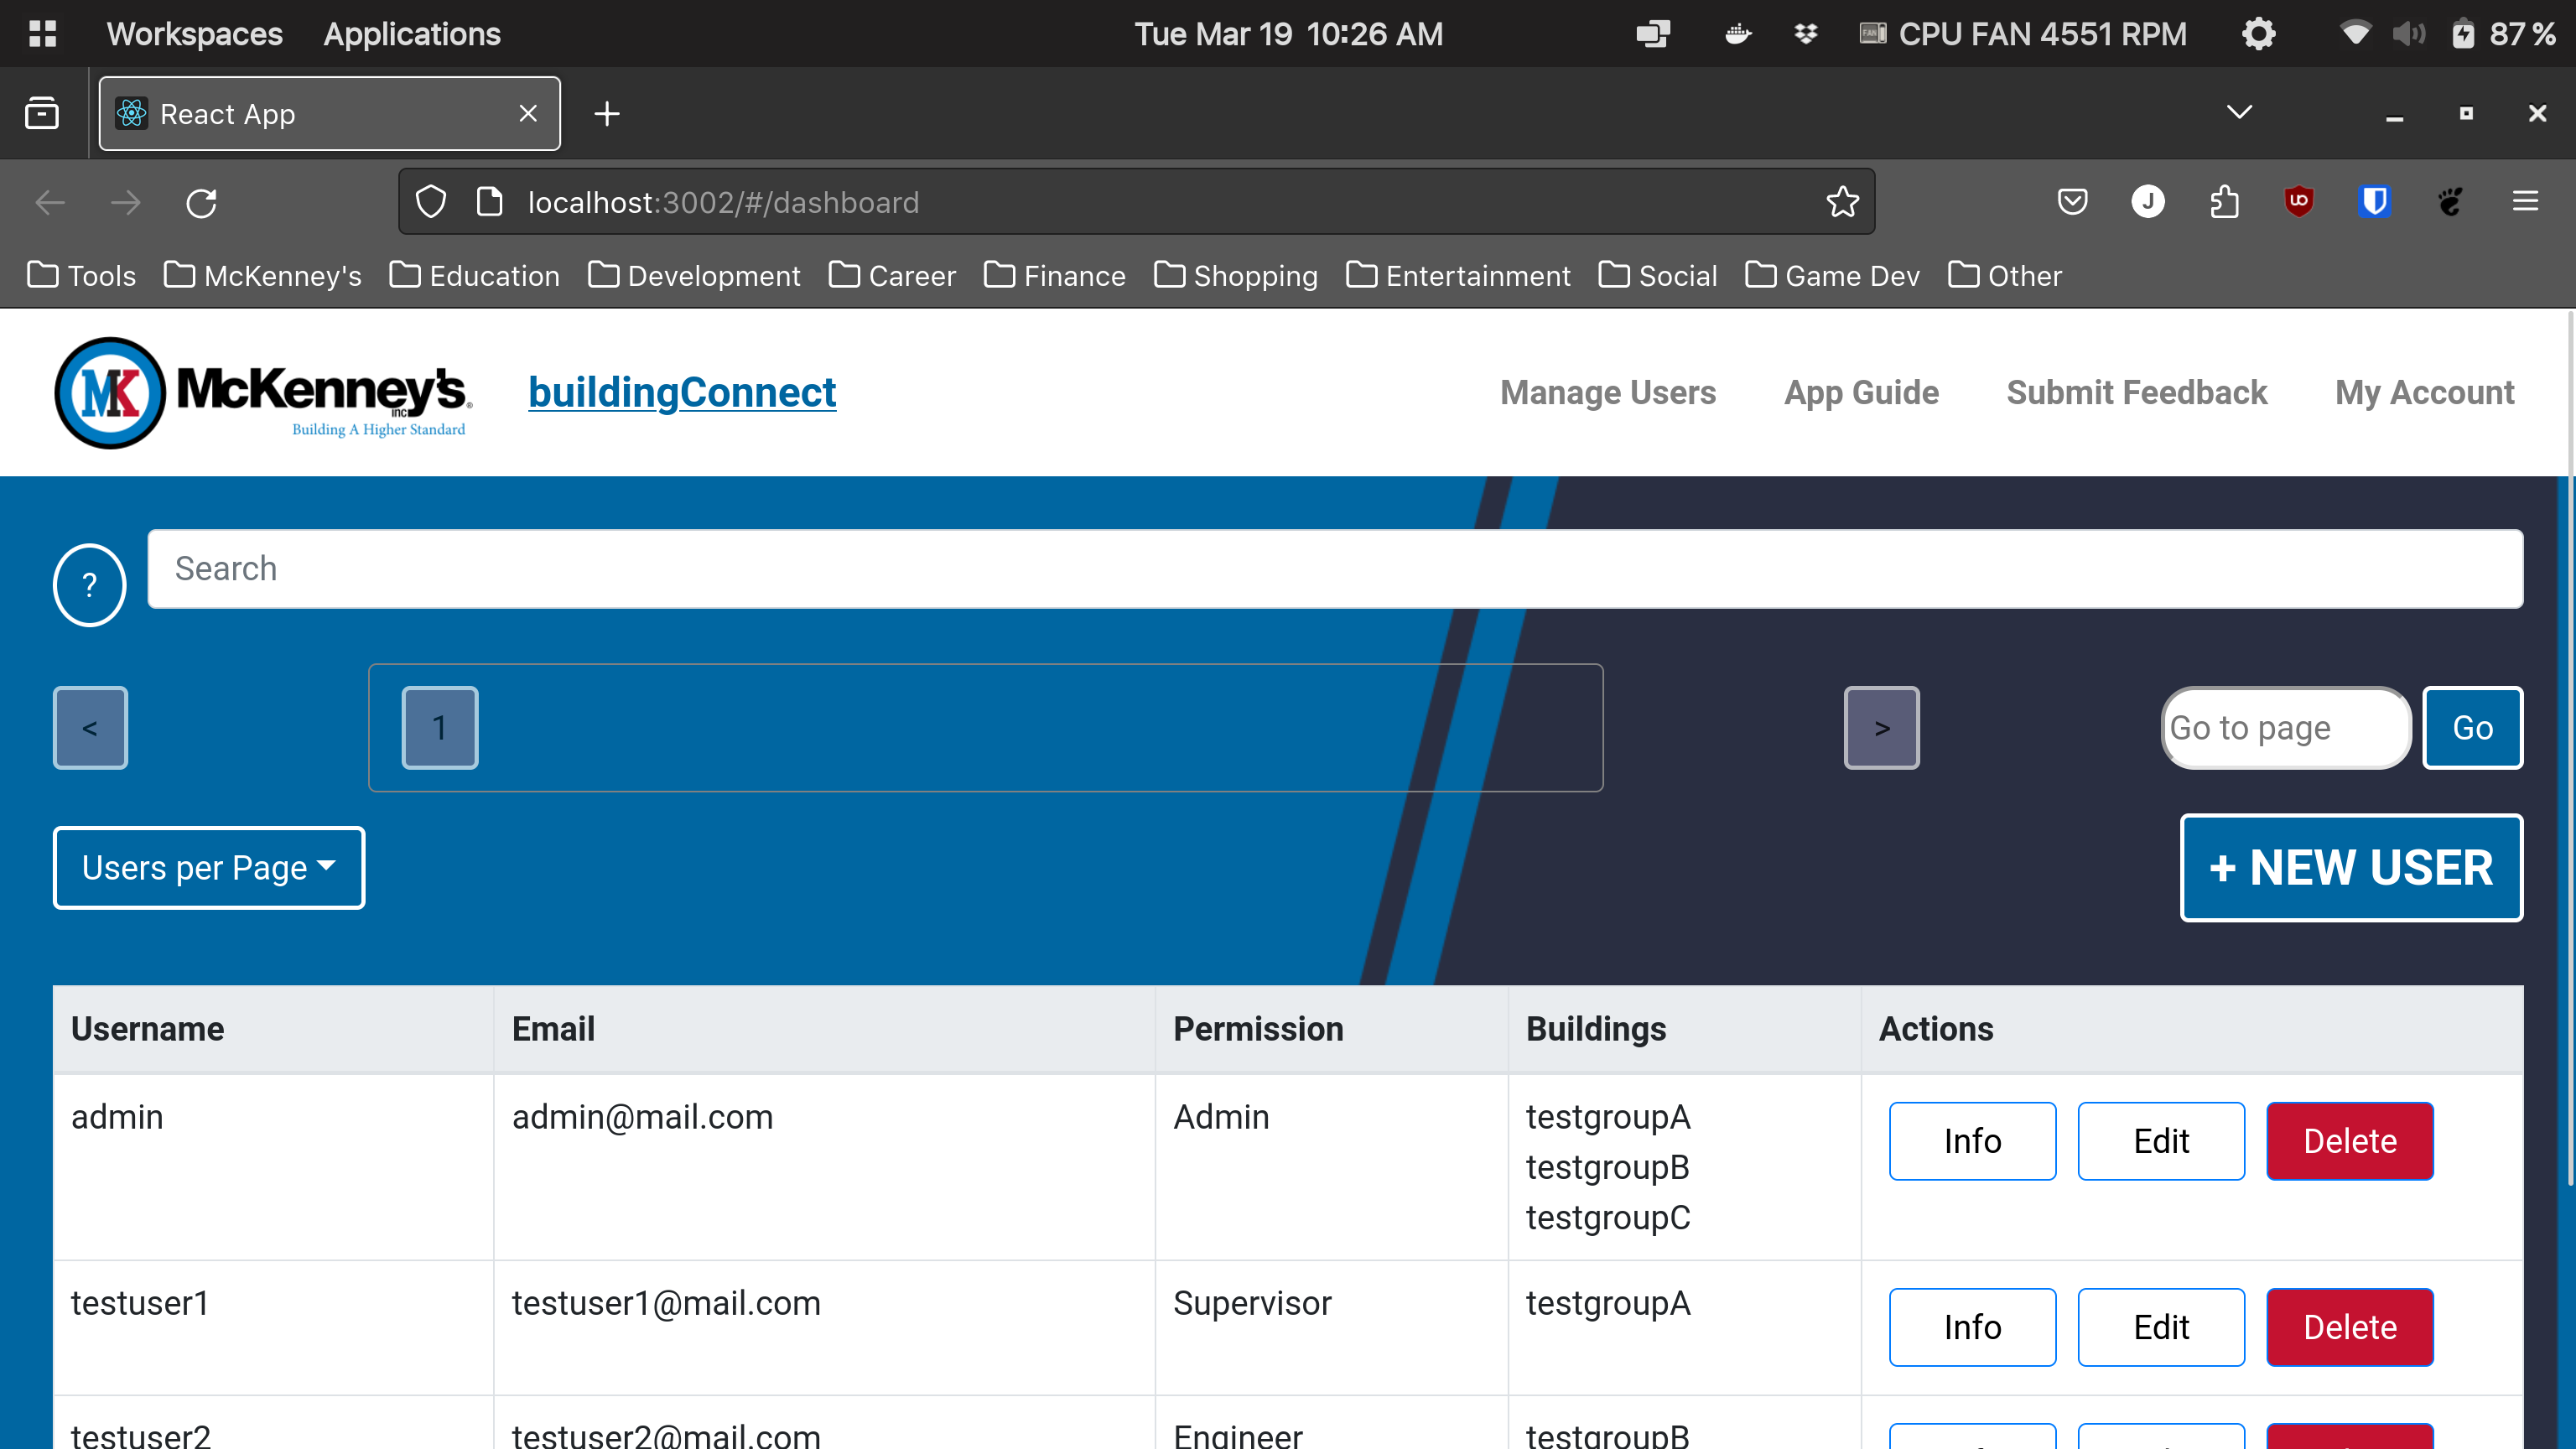 Workspaces Applications Tue Mar 19 10:26 AM CPU FAN 4551 RPM 87 %
React App
localhost:3002/#/dashboard
Tools McKenney's Education Development Career Finance Shopping Entertainment Social Game Dev Other
MK McKenney's INC ® buildingConnect Manage Users App Guide Submit Feedback My Account
Building A Higher Standard
? Search
< 1 > Go to page Go
Users per Page + NEW USER
Username Email Permission Buildings Actions
admin admin@mail.com Admin testgroupA Info Edit Delete
testgroupB
testgroupC
testuser1 testuser1@mail.com Supervisor testgroupA Info Edit Delete
testuser2 testuser2@mail.com Engineer testgroupB